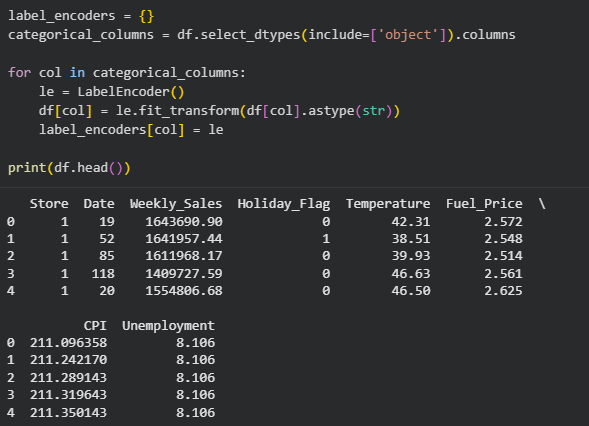 label_encoders = {}
categorical_columns = df.select_dtypes(include=['object']).columns
for col in categorical_columns:
    le = LabelEncoder()
    df[col] = le.fit_transform(df[col].astype(str))
    label_encoders[col] = le
print(df.head())
   Store  Date  Weekly_Sales  Holiday_Flag  Temperature  Fuel_Price  \
0      1    19    1643690.90             0        42.31       2.572
1      1    52    1641957.44             1        38.51       2.548
2      1    85    1611968.17             0        39.93       2.514
3      1   118    1409727.59             0        46.63       2.561
4      1    20    1554806.68             0        46.50       2.625
          CPI  Unemployment
0  211.096358         8.106
1  211.242170         8.106
2  211.289143         8.106
3  211.319643         8.106
4  211.350143         8.106